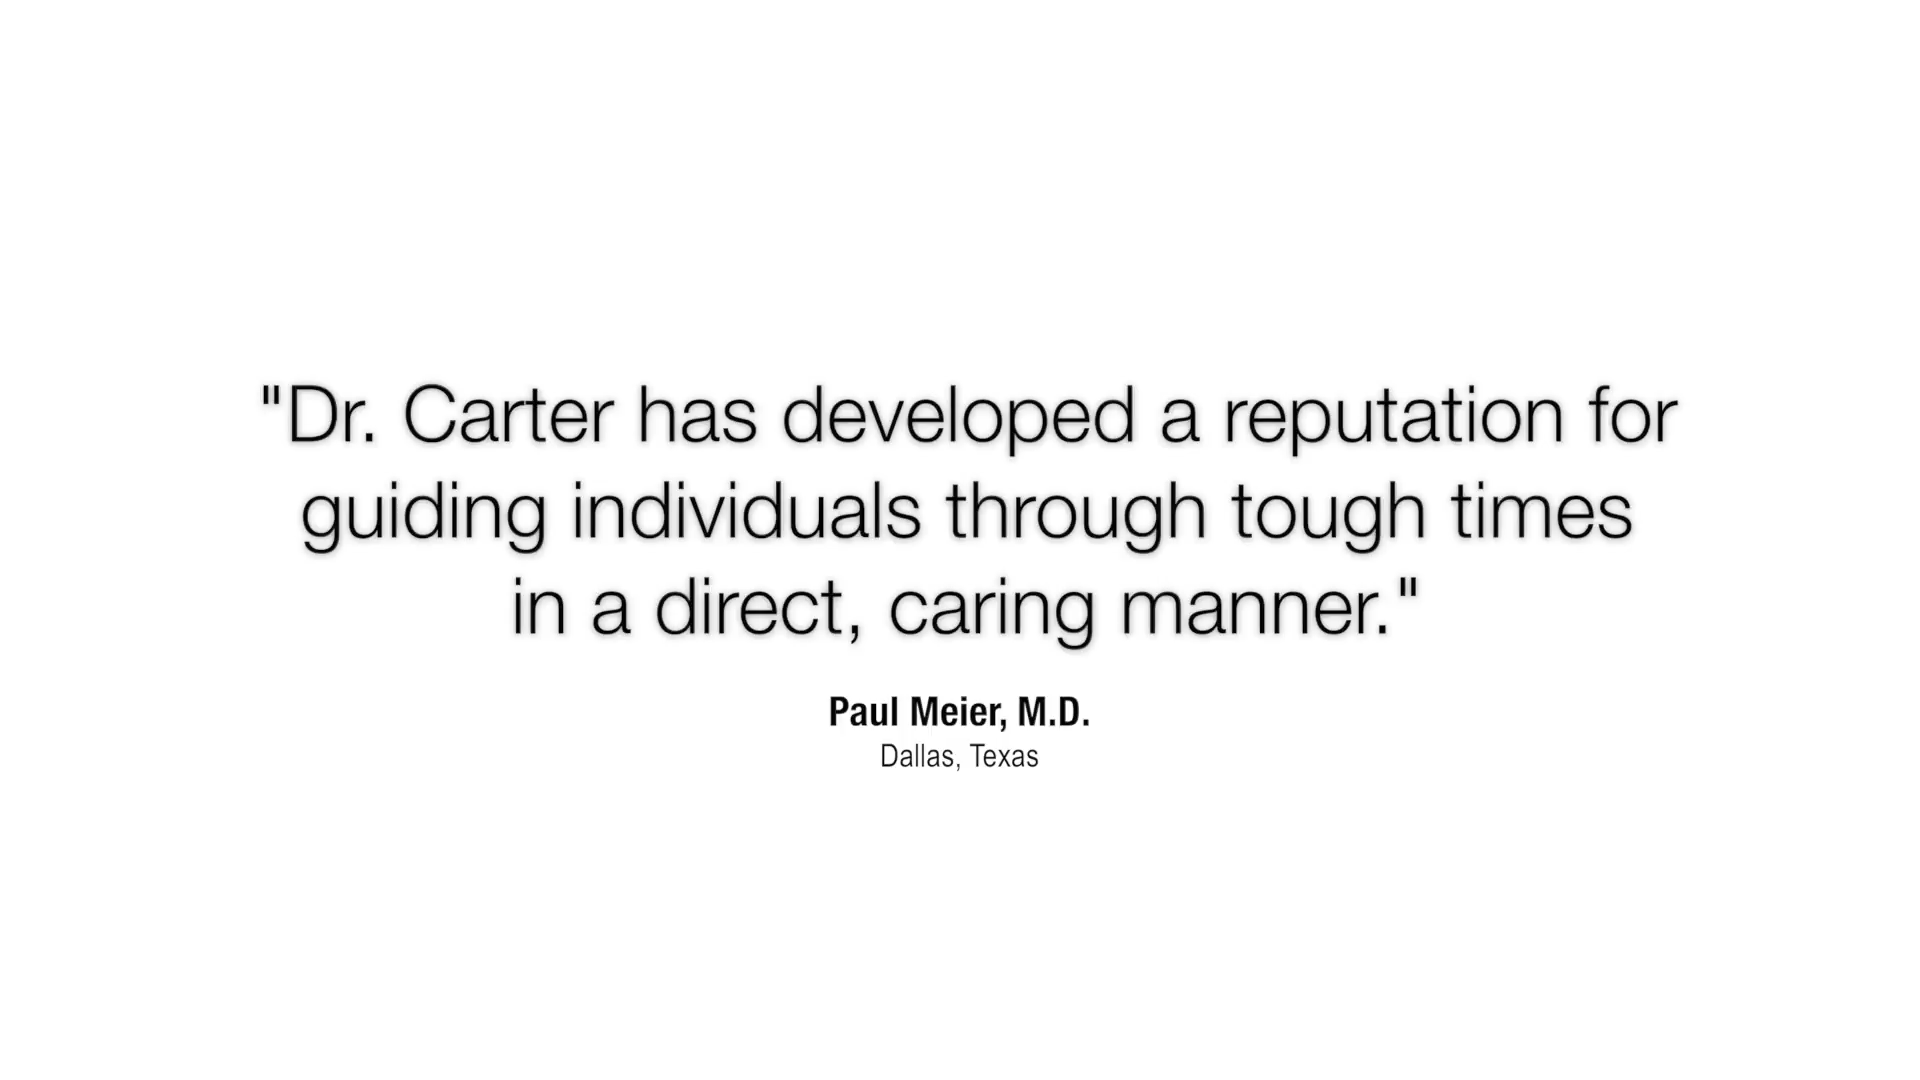 "Dr. Carter has developed a reputation for
guiding individuals through tough times
in a direct, caring manner."
Paul Meier, M.D.
Dallas, Texas